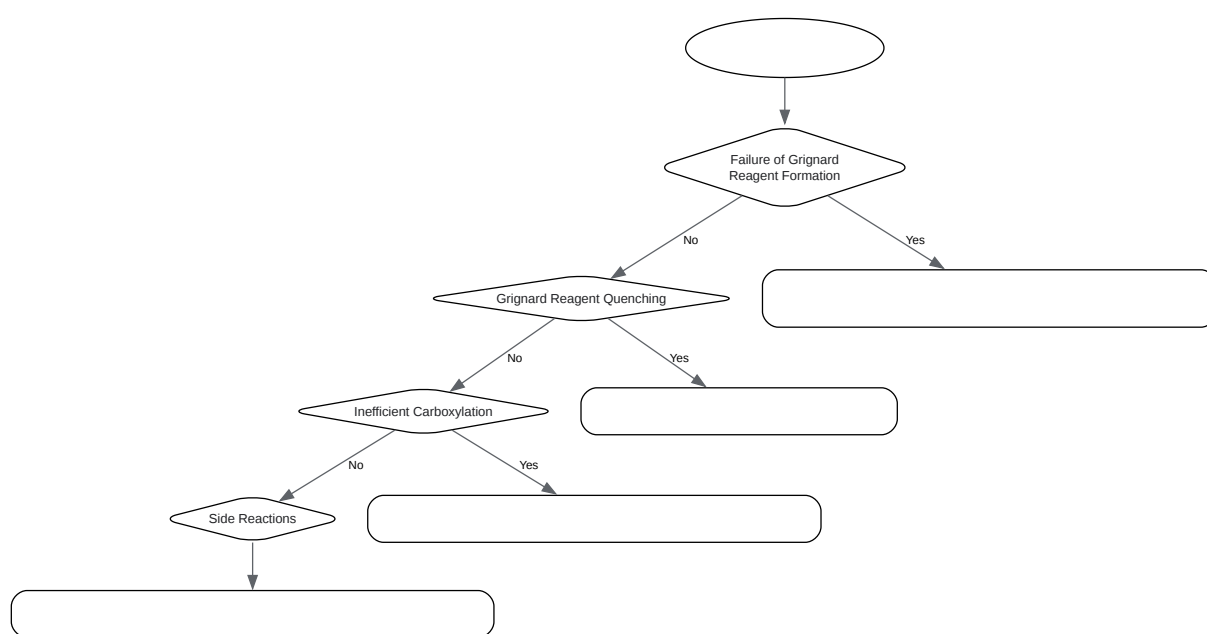 Failure of Grignard
Reagent Formation
No
Yes
Grignard Reagent Quenching
No
Yes
Inefficient Carboxylation
No
Yes
Side Reactions